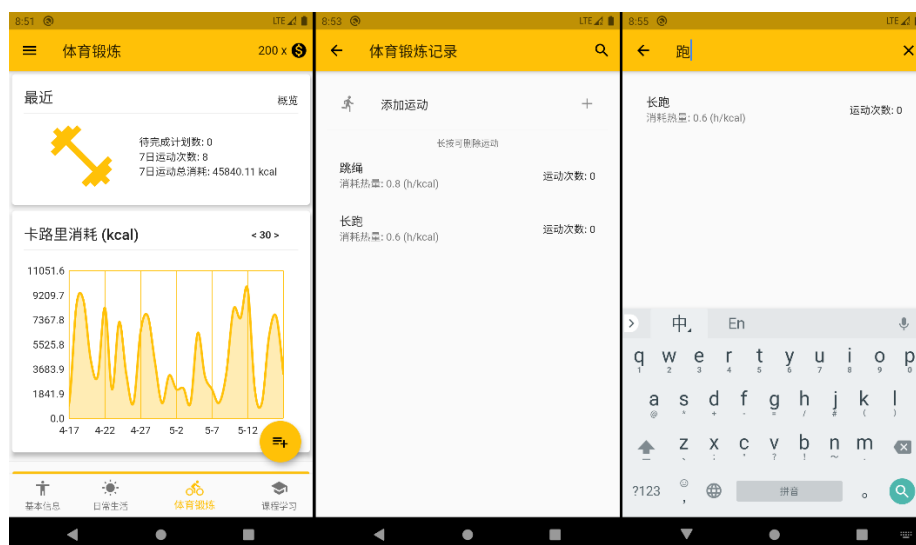 8:51 LTE
体育锻炼 200 x
最近 概览
待完成计划数: 0
7日运动次数: 8
7日运动总消耗: 45840.11 kcal
卡路里消耗 (kcal) < 30 >
11051.6
9209.7
7367.8
5525.8
3683.9
1841.9
0.0
4-17 4-22 4-27 5-2 5-7 5-12
基本信息 日常生活 体育锻炼 课程学习
8:53 LTE
体育锻炼记录
添加运动 +
长按可删除运动
跳绳
消耗热量: 0.8 (h/kcal) 运动次数: 0
长跑
消耗热量: 0.6 (h/kcal) 运动次数: 0
8:55 LTE
跑
长跑
消耗热量: 0.6 (h/kcal) 运动次数: 0
中 En
q w e r t y u i o p
1 2 3 4 5 6 7 8 9 0
a s d f g h j k l
z x c v b n m
?123 , 拼音 。